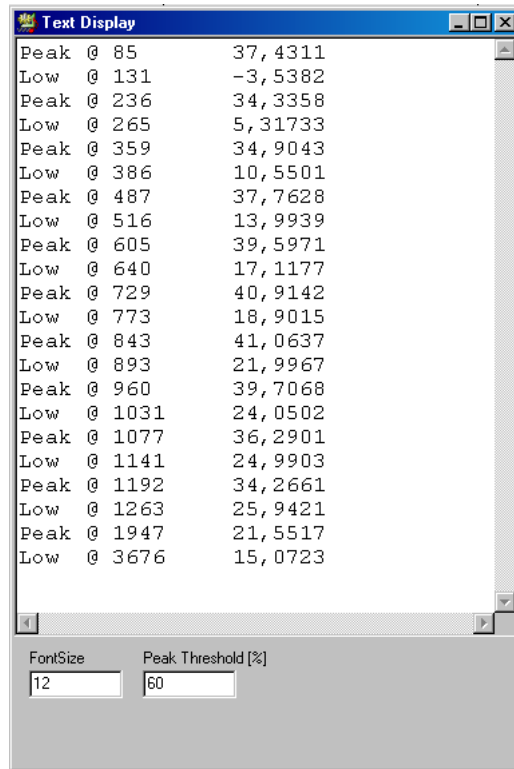 Text Display
Peak @ 85 37,4311
Low @ 131 -3,5382
Peak @ 236 34,3358
Low @ 265 5,31733
Peak @ 359 34,9043
Low @ 386 10,5501
Peak @ 487 37,7628
Low @ 516 13,9939
Peak @ 605 39,5971
Low @ 640 17,1177
Peak @ 729 40,9142
Low @ 773 18,9015
Peak @ 843 41,0637
Low @ 893 21,9967
Peak @ 960 39,7068
Low @ 1031 24,0502
Peak @ 1077 36,2901
Low @ 1141 24,9903
Peak @ 1192 34,2661
Low @ 1263 25,9421
Peak @ 1947 21,5517
Low @ 3676 15,0723
FontSize Peak Threshold [%]
12 60